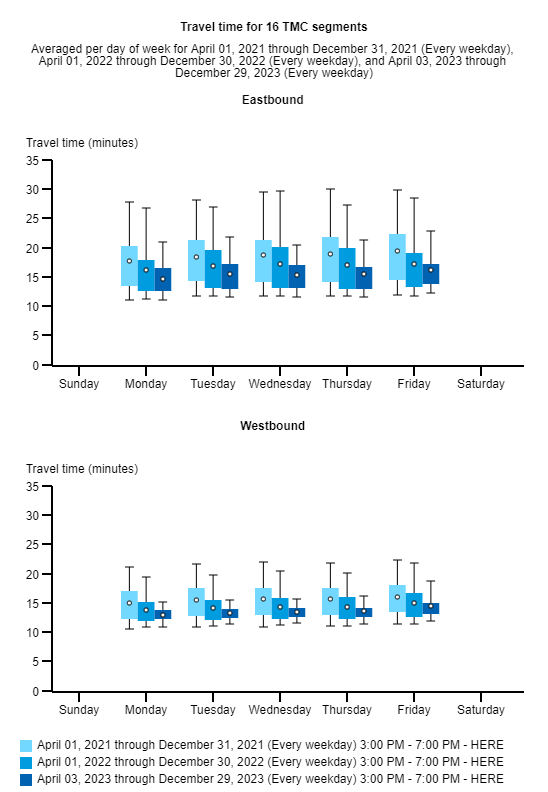 Travel time for 16 TMC segments
Averaged per day of week for April 01, 2021 through December 31, 2021 (Every weekday),
April 01, 2022 through December 30, 2022 (Every weekday), and April 03, 2023 through
December 29, 2023 (Every weekday)
Eastbound
Travel time (minutes)
35
30
25
20
15
10
5
0
Sunday Monday Tuesday Wednesday Thursday Friday Saturday
Westbound
Travel time (minutes)
35
30
25
20
15
10
5
0
Sunday Monday Tuesday Wednesday Thursday Friday Saturday
April 01, 2021 through December 31, 2021 (Every weekday) 3:00 PM - 7:00 PM - HERE
April 01, 2022 through December 30, 2022 (Every weekday) 3:00 PM - 7:00 PM - HERE
April 03, 2023 through December 29, 2023 (Every weekday) 3:00 PM - 7:00 PM - HERE